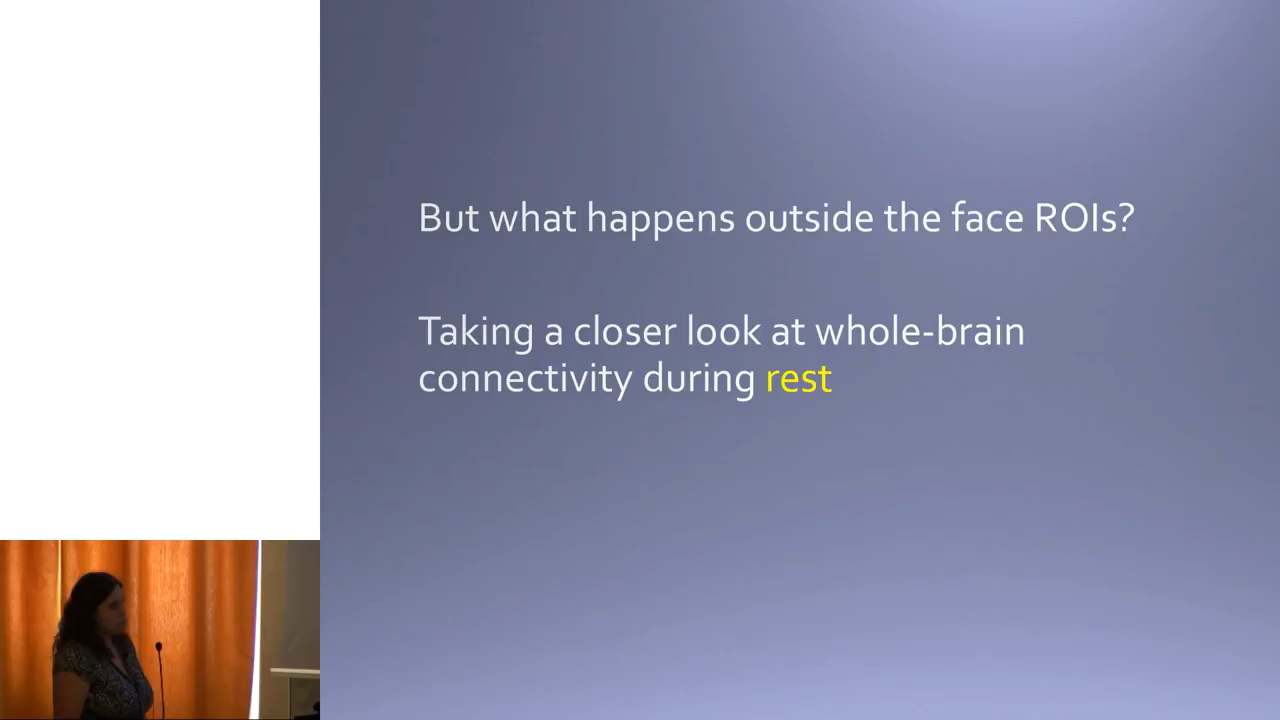 But what happens outside the face ROIs?
Taking a closer look at whole-brain
connectivity during rest